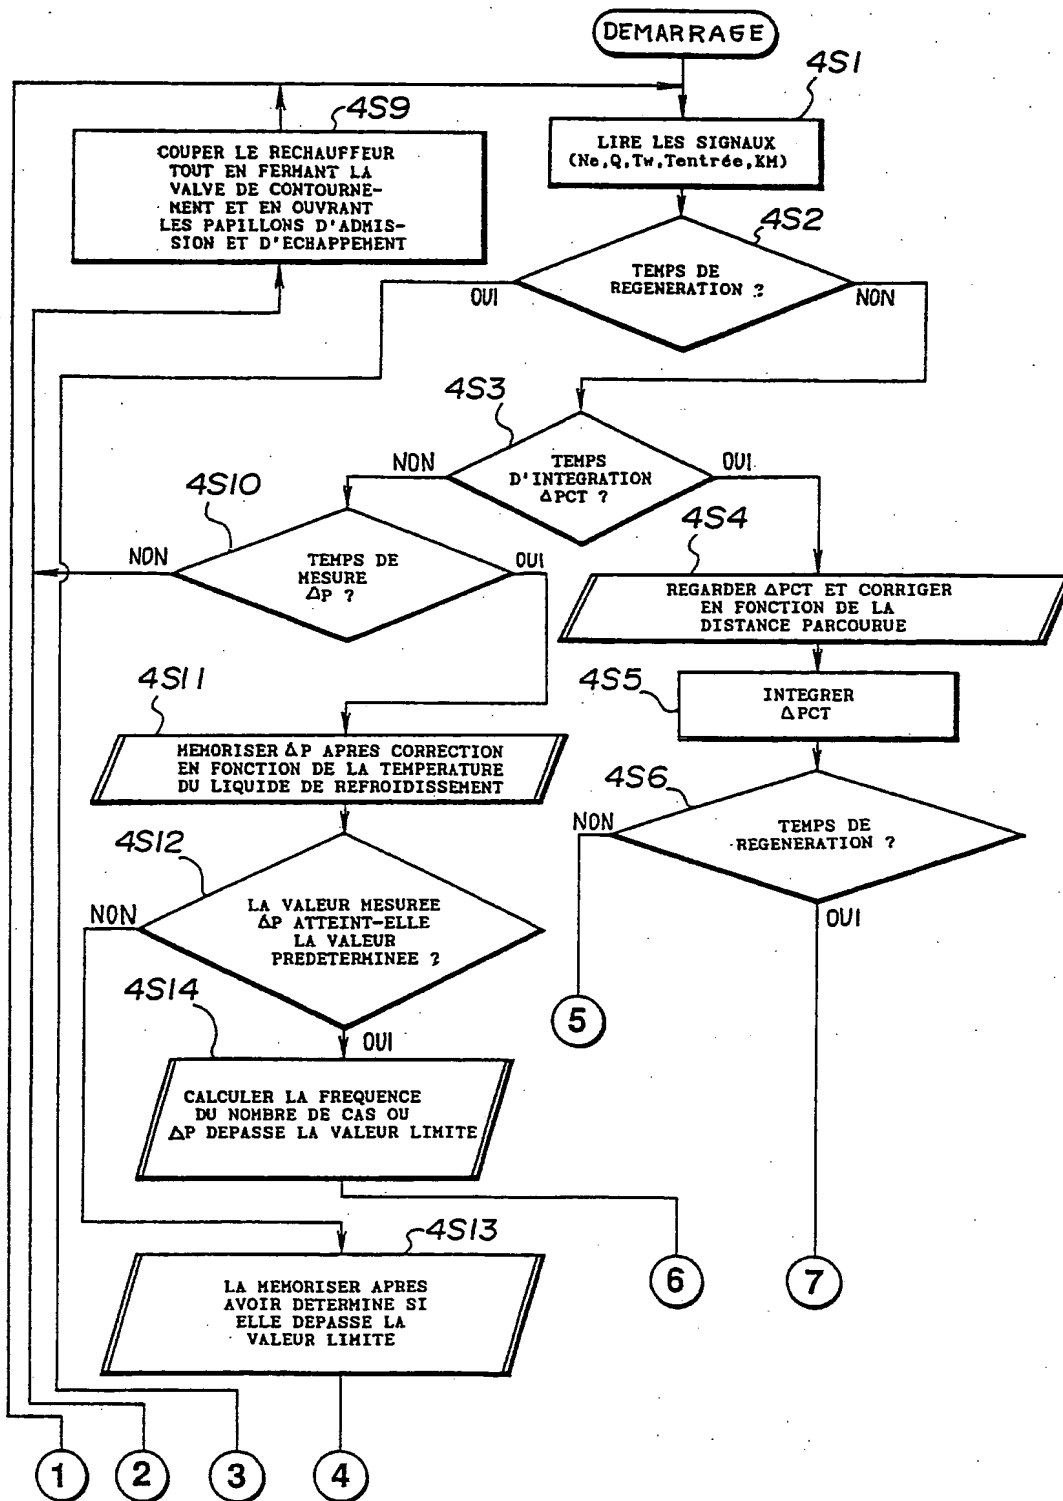 DEMARRAGE
4S1
LIRE LES SIGNAUX
(Ne,Q,Tw,Tentrée,KM)
4S9
COUPER LE RECHAUFFEUR
TOUT EN FERMANT LA
VALVE DE CONTOURNE-
MENT ET EN OUVRANT
LES PAPILLONS D'ADMIS-
SION ET D'ECHAPPEMENT
4S2
TEMPS DE
REGENERATION ?
OUI
NON
4S3
TEMPS
D'INTEGRATION
ΔPCT ?
NON
OUI
4S10
TEMPS DE
MESURE
ΔP ?
NON
OUI
4S4
REGARDER ΔPCT ET CORRIGER
EN FONCTION DE LA
DISTANCE PARCOURUE
4S5
INTEGRER
ΔPCT
4S11
MEMORISER ΔP APRES CORRECTION
EN FONCTION DE LA TEMPERATURE
DU LIQUIDE DE REFROIDISSEMENT
4S6
TEMPS DE
REGENERATION ?
NON
OUI
4S12
LA VALEUR MESUREE
ΔP ATTEINT-ELLE
LA VALEUR
PREDETERMINEE ?
NON
OUI
5
4S14
CALCULER LA FREQUENCE
DU NOMBRE DE CAS OU
ΔP DEPASSE LA VALEUR LIMITE
4S13
LA MEMORISER APRES
AVOIR DETERMINE SI
ELLE DEPASSE LA
VALEUR LIMITE
6
7
1
2
3
4